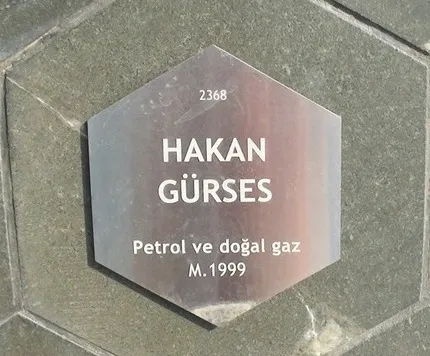 2368
HAKAN
GÜRSES
Petrol ve doğal gaz
M.1999